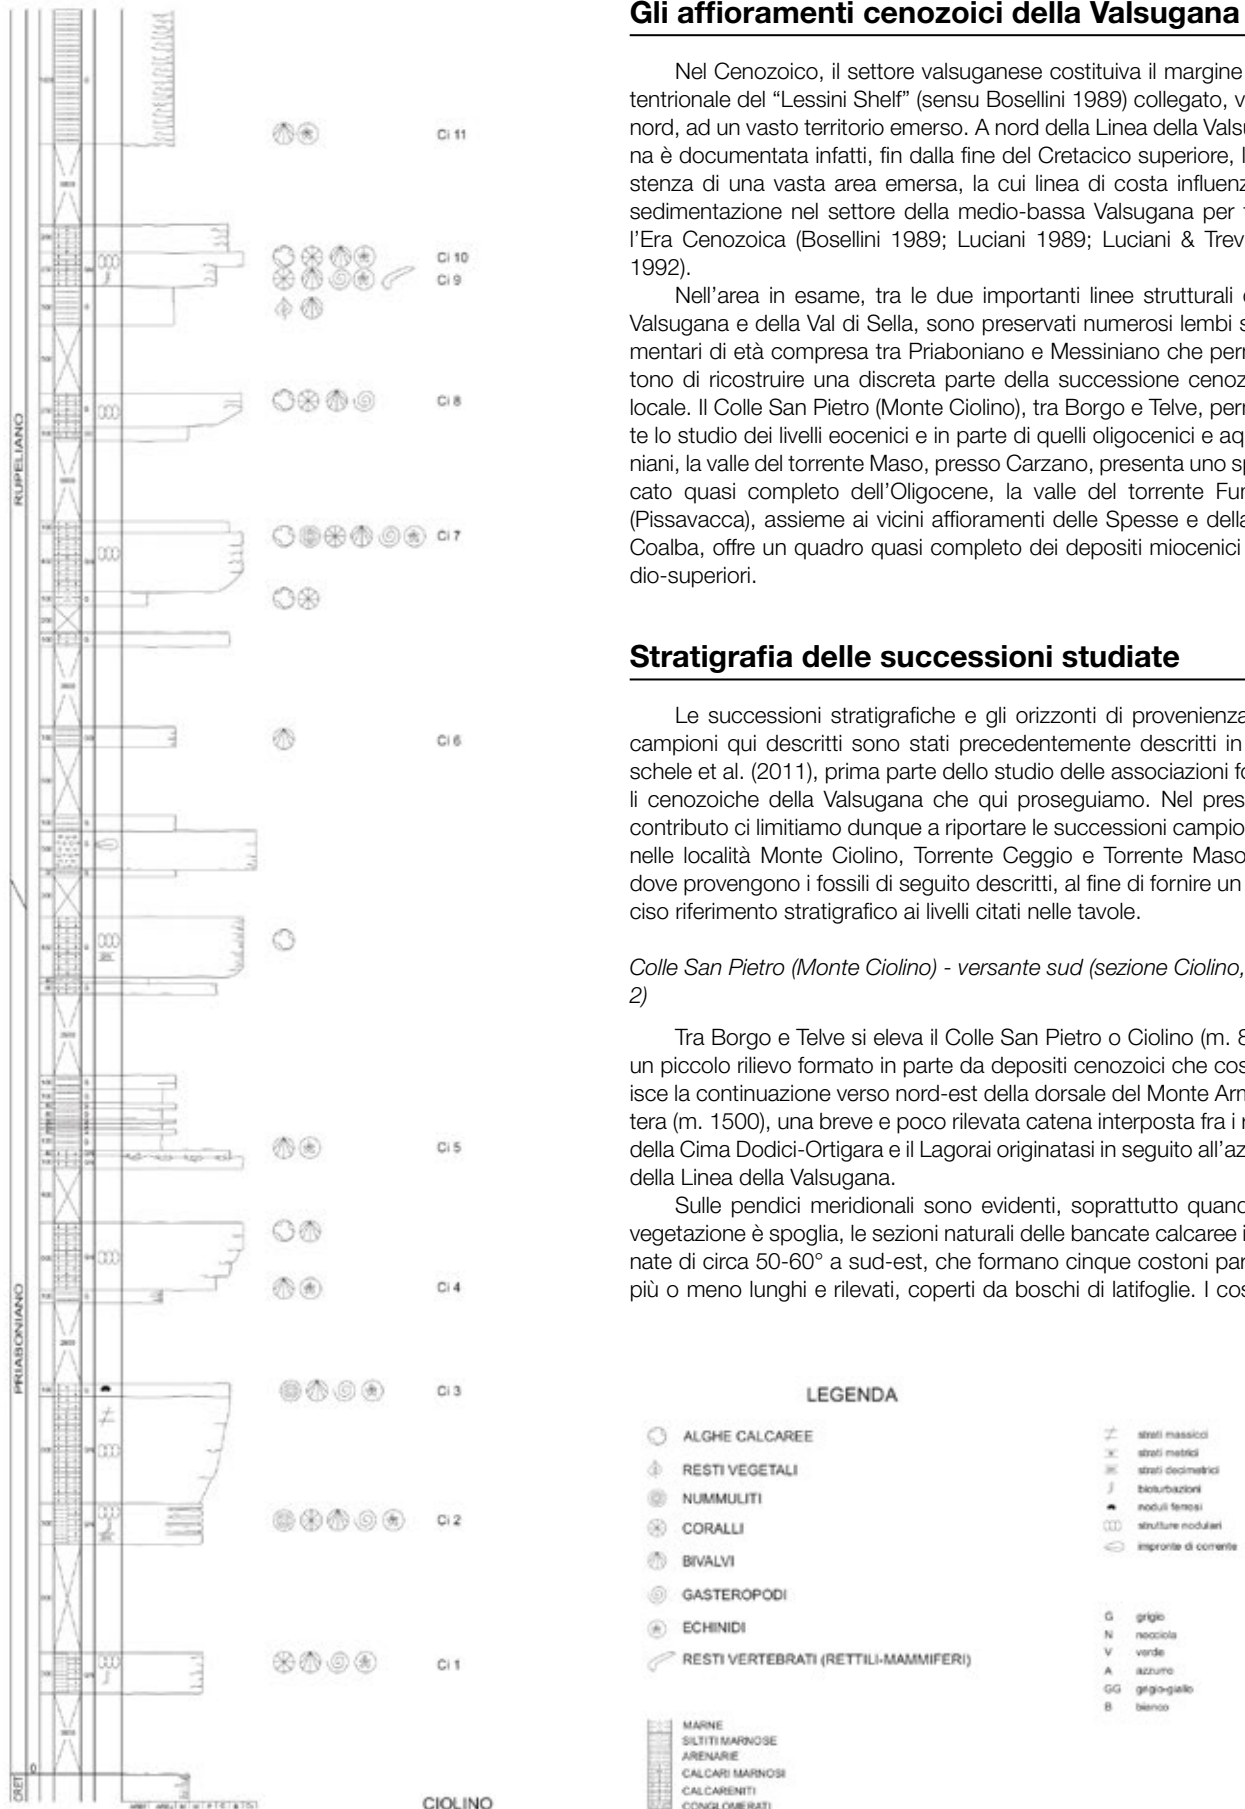 Gli affioramenti cenozoici della Valsugana
Nel Cenozoico, il settore valsuganese costituiva il margine
tentrionale del “Lessini Shelf” (sensu Bosellini 1989) collegato, v
nord, ad un vasto territorio emerso. A nord della Linea della Valsu
na è documentata infatti, fin dalla fine del Cretacico superiore, l
stenza di una vasta area emersa, la cui linea di costa influenz
sedimentazione nel settore della medio-bassa Valsugana per
l’Era Cenozoica (Bosellini 1989; Luciani 1989; Luciani & Trev
1992).
Nell’area in esame, tra le due importanti linee strutturali
Valsugana e della Val di Sella, sono preservati numerosi lembi s
mentari di età compresa tra Priaboniano e Messiniano che perm
tono di ricostruire una discreta parte della successione cenoz
locale. Il Colle San Pietro (Monte Ciolino), tra Borgo e Telve, perr
te lo studio dei livelli eocenici e in parte di quelli oligocenici e aq
niani, la valle del torrente Maso, presso Carzano, presenta uno sp
cato quasi completo dell’Oligocene, la valle del torrente Fur
(Pissavacca), assieme ai vicini affioramenti delle Spesse e della
Coalba, offre un quadro quasi completo dei depositi miocenici
dio-superiori.
Stratigrafia delle successioni studiate
Le successioni stratigrafiche e gli orizzonti di provenienza
campioni qui descritti sono stati precedentemente descritti in
schele et al. (2011), prima parte dello studio delle associazioni fo
li cenozoiche della Valsugana che qui proseguiamo. Nel pres
contributo ci limitiamo dunque a riportare le successioni campio
nelle località Monte Ciolino, Torrente Ceggio e Torrente Maso
dove provengono i fossili di seguito descritti, al fine di fornire un
ciso riferimento stratigrafico ai livelli citati nelle tavole.
Colle San Pietro (Monte Ciolino) - versante sud (sezione Ciolino,
2)
Tra Borgo e Telve si eleva il Colle San Pietro o Ciolino (m. 8
un piccolo rilievo formato in parte da depositi cenozoici che cos
isce la continuazione verso nord-est della dorsale del Monte Arn
tera (m. 1500), una breve e poco rilevata catena interposta fra i r
della Cima Dodici-Ortigara e il Lagorai originatasi in seguito all’az
della Linea della Valsugana.
Sulle pendici meridionali sono evidenti, soprattutto quand
vegetazione è spoglia, le sezioni naturali delle bancate calcaree i
nate di circa 50-60° a sud-est, che formano cinque costoni par
più o meno lunghi e rilevati, coperti da boschi di latifoglie. I cos
RUPELIANO
PRIABONIANO
CRET
0
Ci 11
Ci 10
Ci 9
Ci 8
Ci 7
Ci 6
Ci 5
Ci 4
Ci 3
Ci 2
Ci 1
CIOLINO
LEGENDA
ALGHE CALCAREE
RESTI VEGETALI
NUMMULITI
CORALLI
BIVALVI
GASTEROPODI
ECHINIDI
RESTI VERTEBRATI (RETTILI-MAMMIFERI)
MARNE
SILTITI MARNOSE
ARENARIE
CALCARI MARNOSI
CALCARENITI
CONGLOMERATI
strati massicci
strati metrici
strati decimetrici
bioturbazioni
noduli ferrosi
strutture nodulari
impronte di corrente
G grigio
N nocciola
V verde
A azzurro
GG grigio-giallo
B bianco